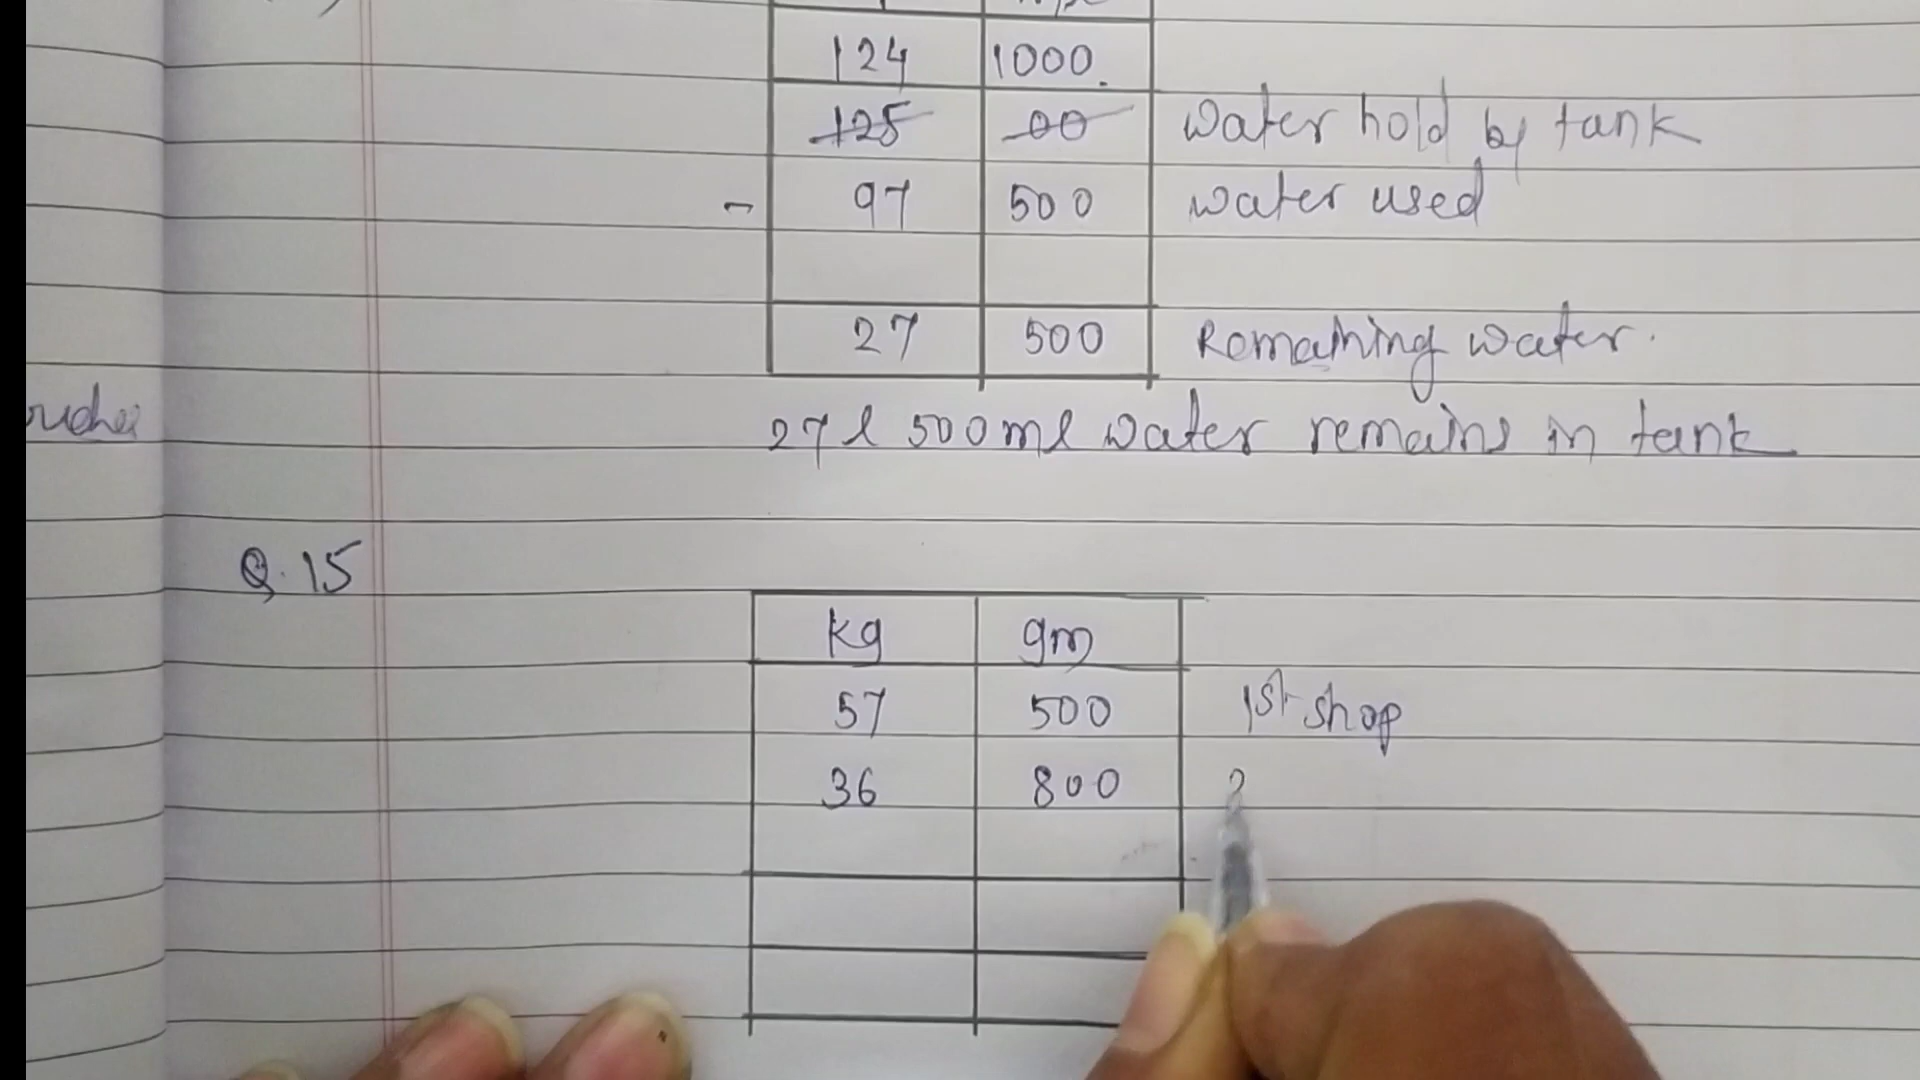 124 1000.
125 00 water hold by tank
- 97 500 water used
27 500 Remaining water.
27 l 500 ml water remains in tank
Q. 15
kg gm
57 500 1st shop
36 800 2